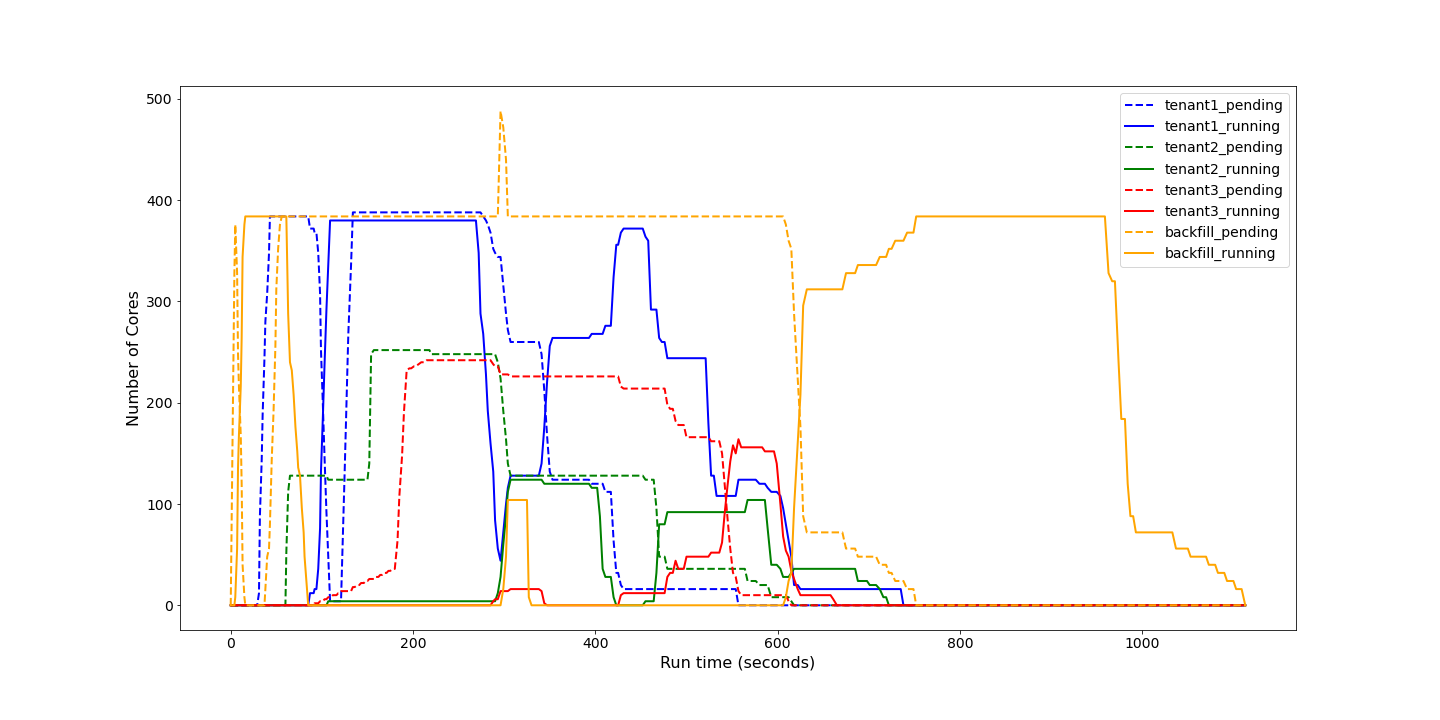 500
400
300
200
100
0
Number of Cores
0 200 400 600 800 1000
Run time (seconds)
tenant1_pending
tenant1_running
tenant2_pending
tenant2_running
tenant3_pending
tenant3_running
backfill_pending
backfill_running